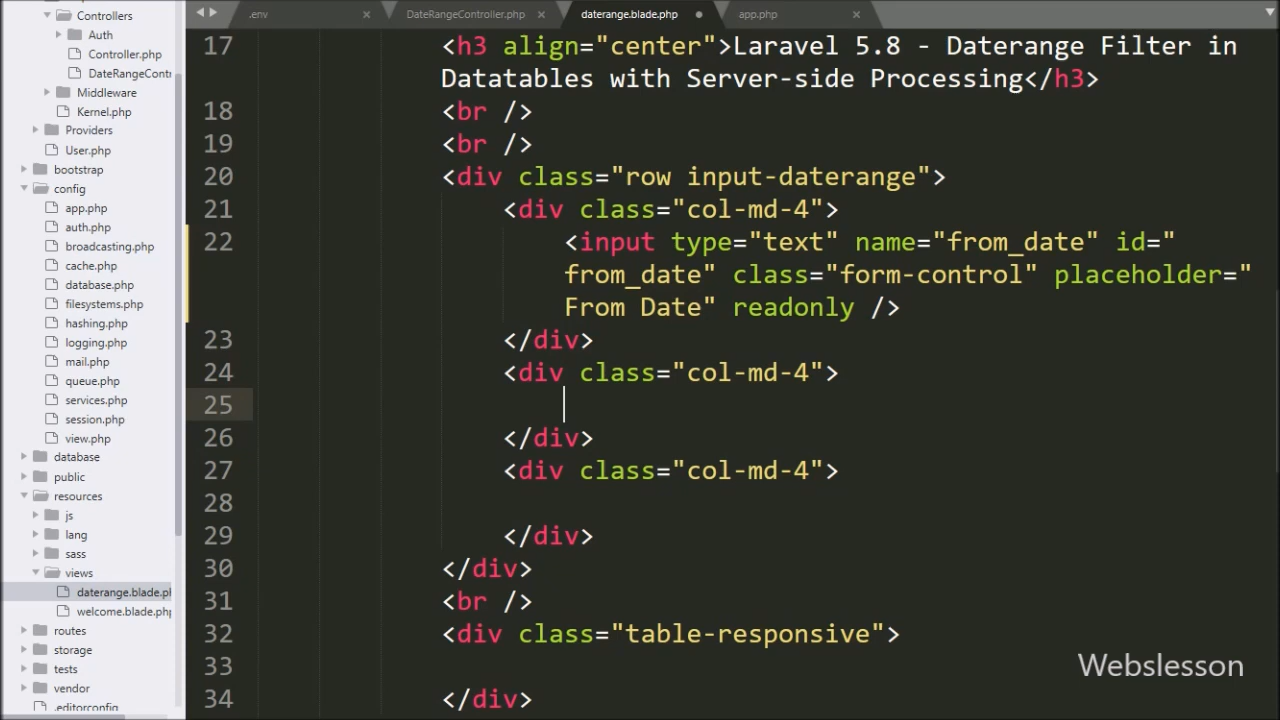 Controllers
Auth
Controller.php
DateRangeContr
Middleware
Kernel.php
Providers
User.php
bootstrap
config
app.php
auth.php
broadcasting.php
cache.php
database.php
filesystems.php
hashing.php
logging.php
mail.php
queue.php
services.php
session.php
view.php
database
public
resources
js
lang
sass
views
daterange.blade.ph
welcome.blade.php
routes
storage
tests
vendor
.editorconfig
.env
DateRangeController.php
daterange.blade.php
app.php
17 <h3 align="center">Laravel 5.8 - Daterange Filter in
Datatables with Server-side Processing</h3>
18 <br />
19 <br />
20 <div class="row input-daterange">
21 <div class="col-md-4">
22 <input type="text" name="from_date" id="
from_date" class="form-control" placeholder="
From Date" readonly />
23 </div>
24 <div class="col-md-4">
25
26 </div>
27 <div class="col-md-4">
28
29 </div>
30 </div>
31 <br />
32 <div class="table-responsive">
33
34 </div>
Webslesson